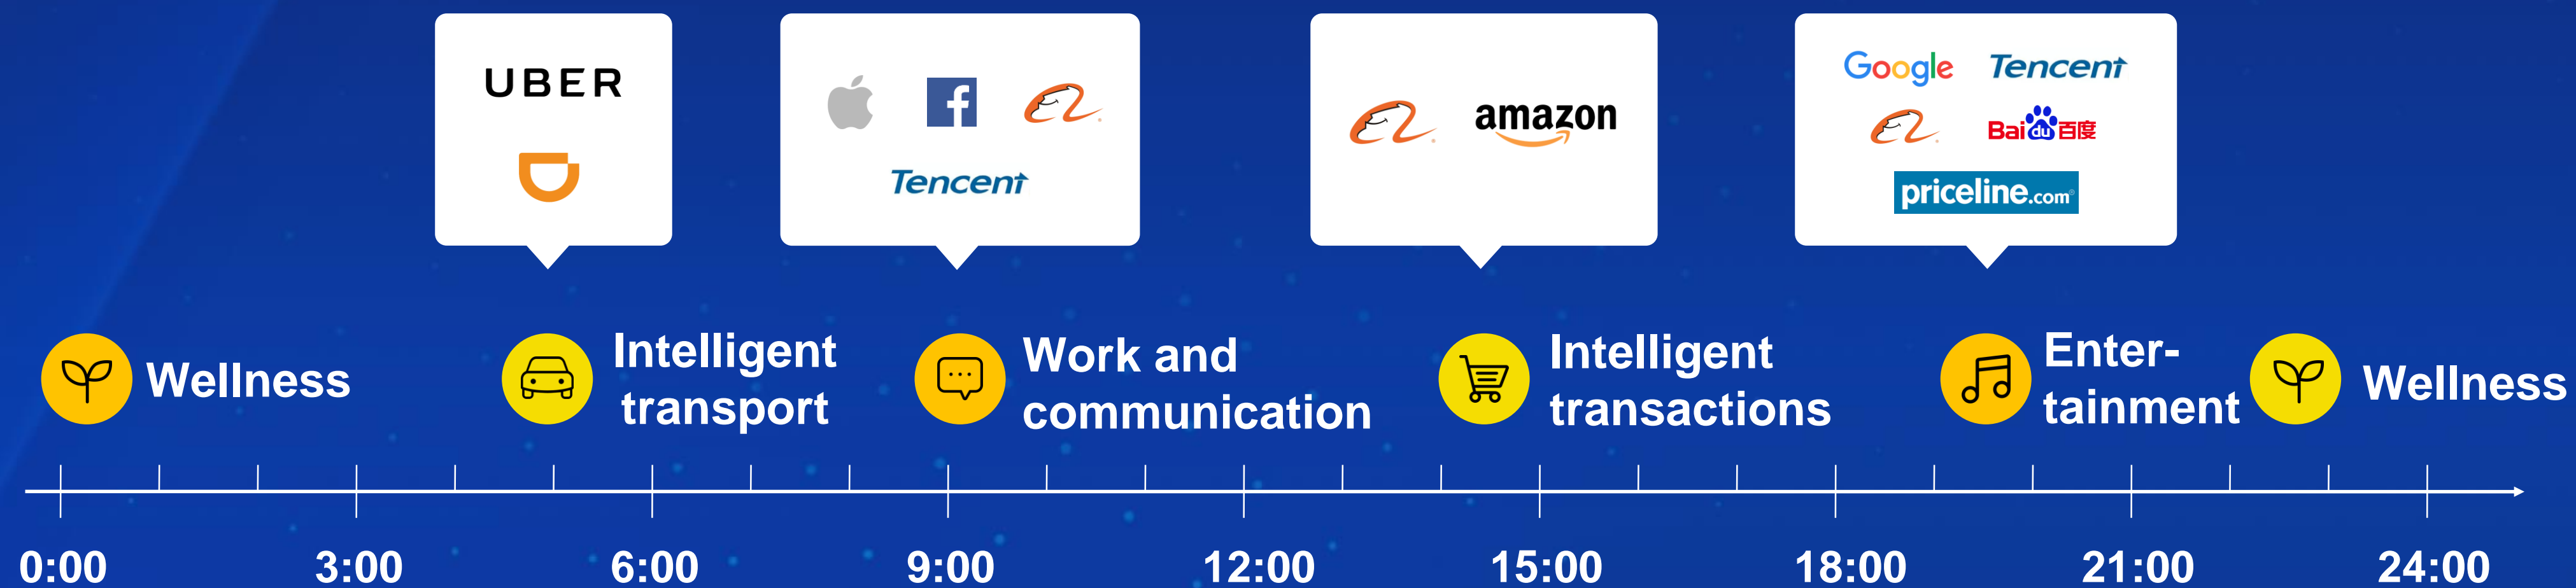 UBER
f
Tencent
amazon
Google Tencent
Baidu百度
priceline.com®
Wellness
Intelligent
transport
Work and
communication
Intelligent
transactions
Enter-
tainment
Wellness
0:00 3:00 6:00 9:00 12:00 15:00 18:00 21:00 24:00